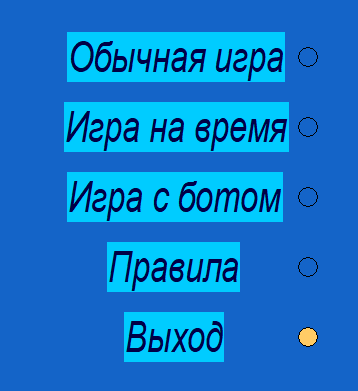 Обычная игра
Игра на время
Игра с ботом
Правила
Выход